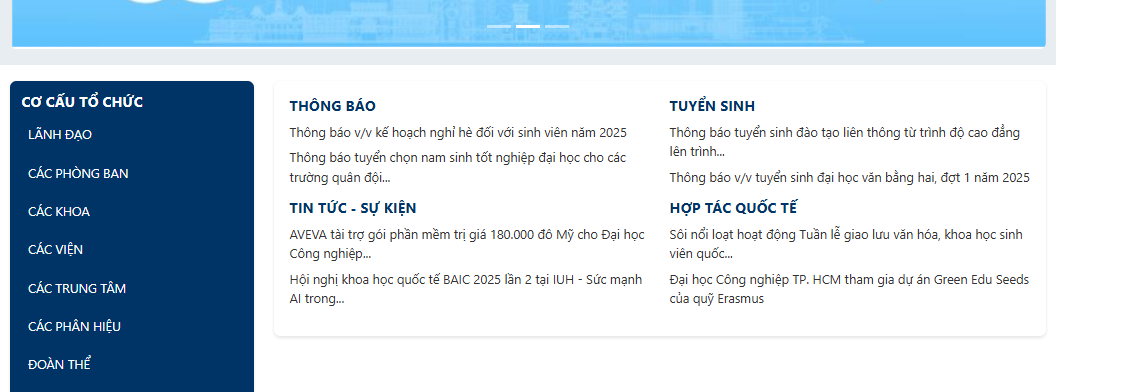 CƠ CẤU TỔ CHỨC
LÃNH ĐẠO
CÁC PHÒNG BAN
CÁC KHOA
CÁC VIỆN
CÁC TRUNG TÂM
CÁC PHÂN HIỆU
ĐOÀN THỂ
THÔNG BÁO
Thông báo v/v kế hoạch nghỉ hè đối với sinh viên năm 2025
Thông báo tuyển chọn nam sinh tốt nghiệp đại học cho các
trường quân đội...
TUYỂN SINH
Thông báo tuyển sinh đào tạo liên thông từ trình độ cao đẳng
lên trình...
Thông báo v/v tuyển sinh đại học văn bằng hai, đợt 1 năm 2025
TIN TỨC - SỰ KIỆN
AVEVA tài trợ gói phần mềm trị giá 180.000 đô Mỹ cho Đại học
Công nghiệp...
Hội nghị khoa học quốc tế BAIC 2025 lần 2 tại IUH - Sức mạnh
AI trong...
HỢP TÁC QUỐC TẾ
Sôi nổi loạt hoạt động Tuần lễ giao lưu văn hóa, khoa học sinh
viên quốc...
Đại học Công nghiệp TP. HCM tham gia dự án Green Edu Seeds
của quỹ Erasmus